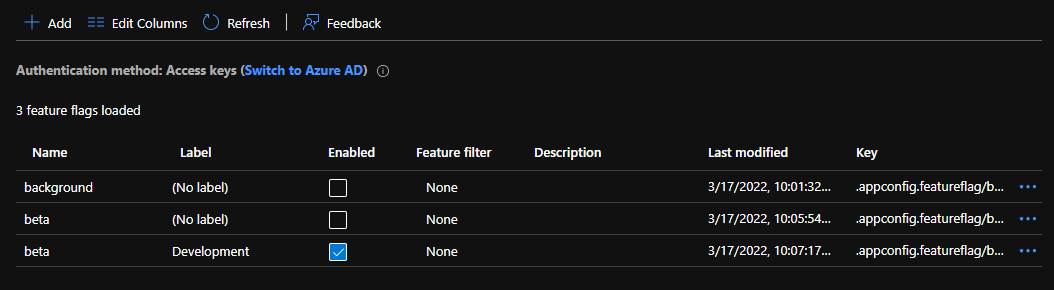 Add Edit Columns Refresh Feedback
Authentication method: Access keys (Switch to Azure AD)
3 feature flags loaded
Name Label Enabled Feature filter Description Last modified Key
background (No label) None 3/17/2022, 10:01:32... .appconfig.featureflag/b...
beta (No label) None 3/17/2022, 10:05:54... .appconfig.featureflag/b...
beta Development None 3/17/2022, 10:07:17... .appconfig.featureflag/b...